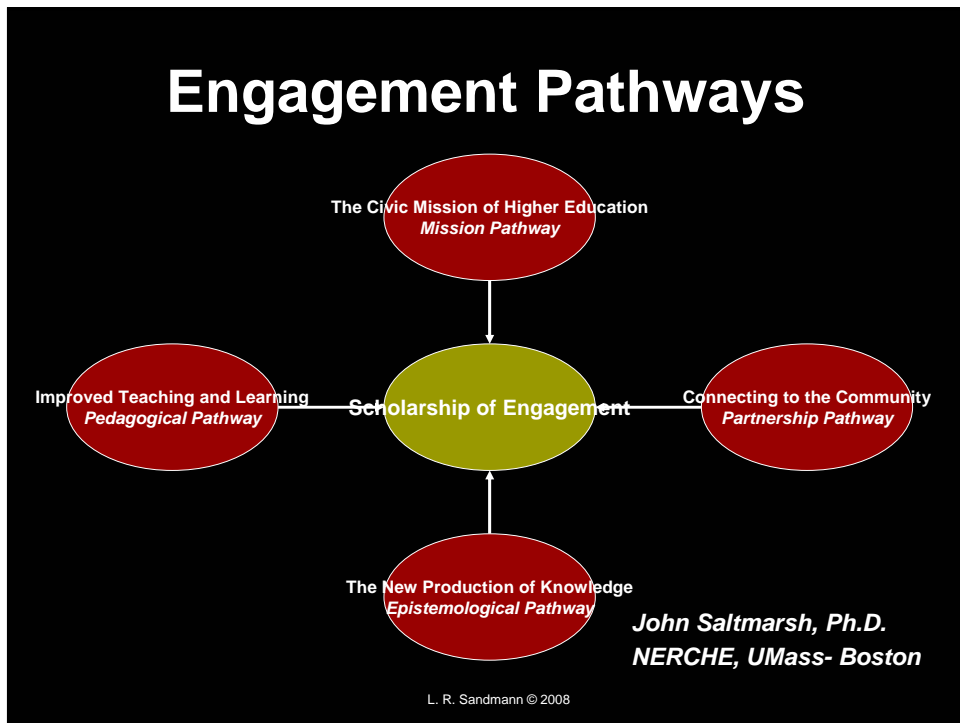 Engagement Pathways
The Civic Mission of Higher Education
Mission Pathway
Improved Teaching and Learning
Pedagogical Pathway
Scholarship of Engagement
Connecting to the Community
Partnership Pathway
The New Production of Knowledge
Epistemological Pathway
John Saltmarsh, Ph.D.
NERCHE, UMass- Boston
L. R. Sandmann © 2008